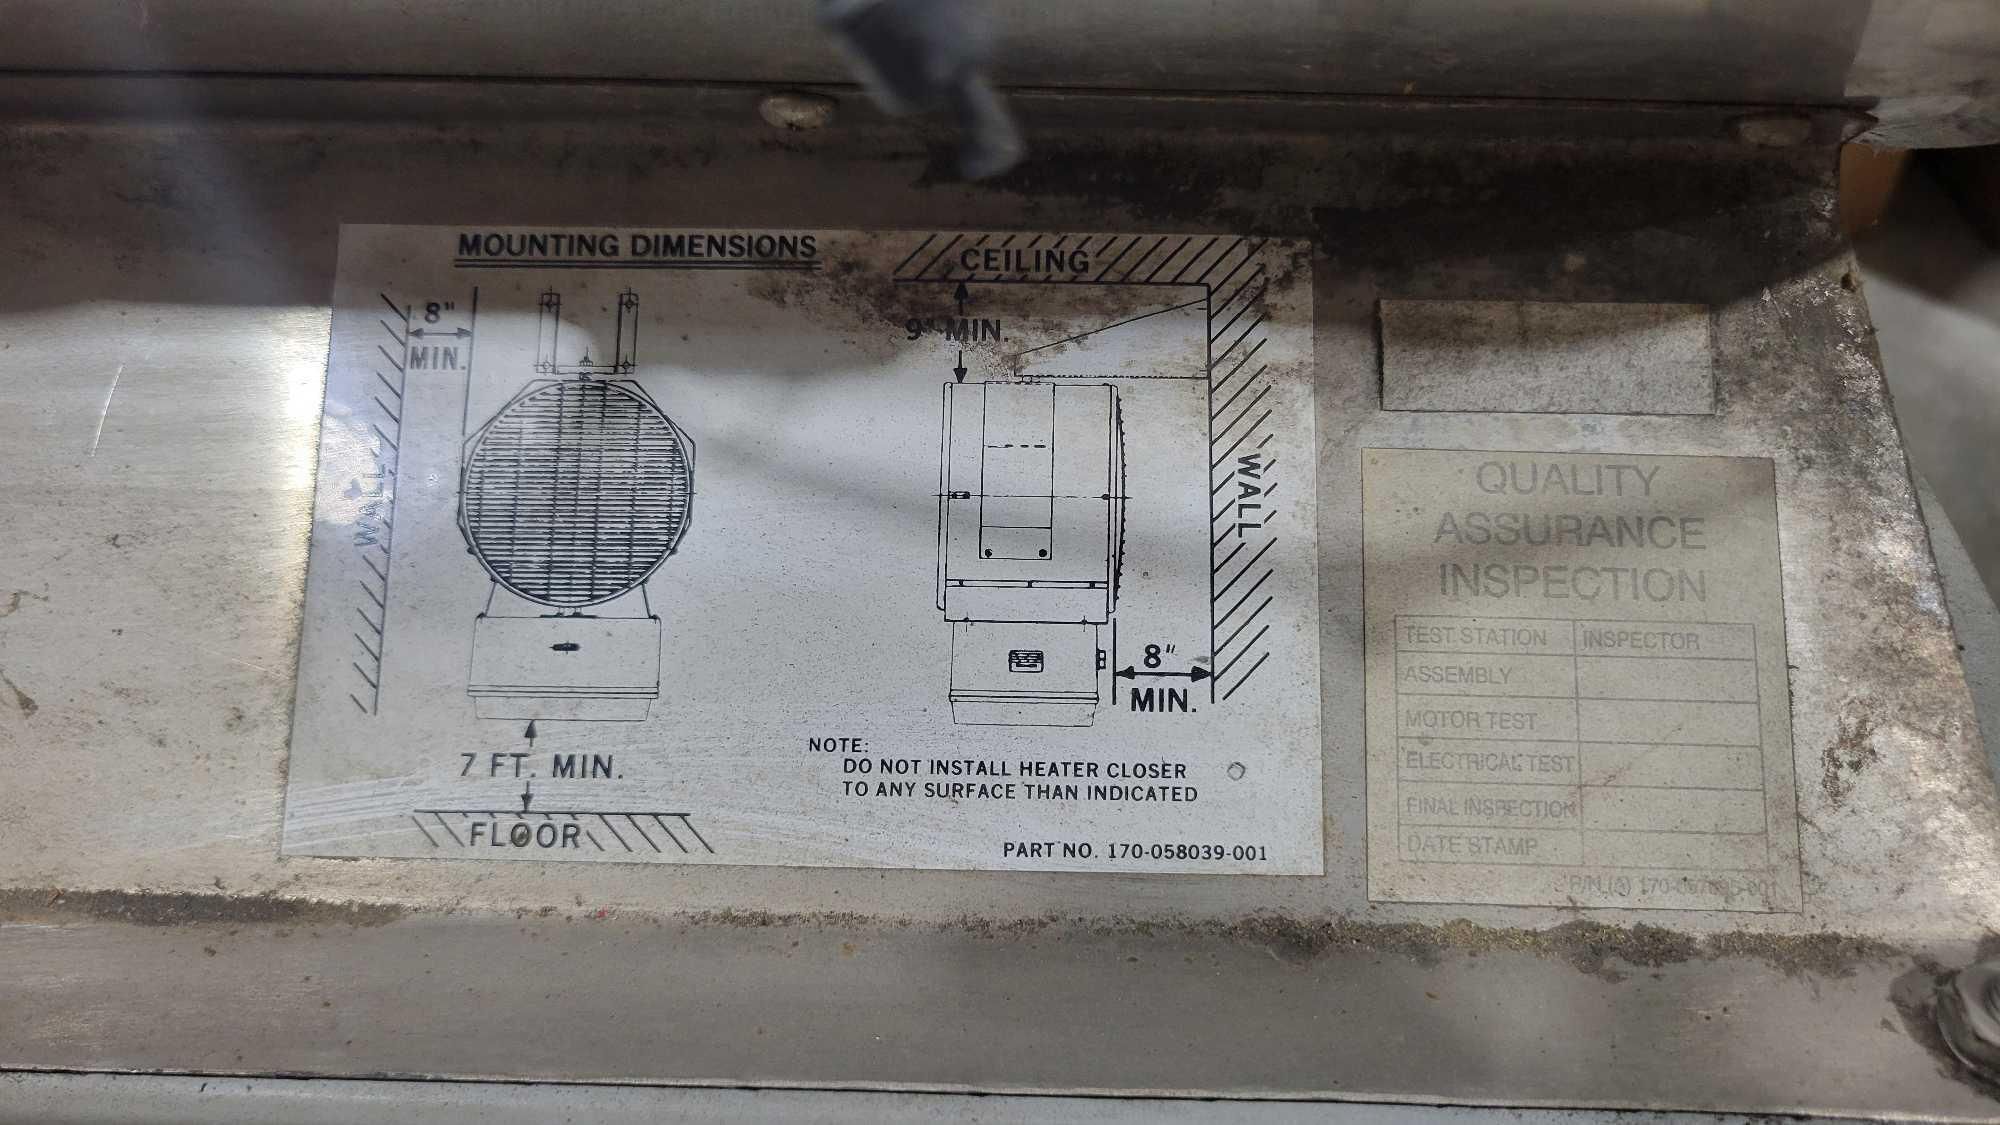 MOUNTING DIMENSIONS
8"
MIN.
WALL
7 FT. MIN.
FLOOR
CEILING
9" MIN.
WALL
8"
MIN.
NOTE:
DO NOT INSTALL HEATER CLOSER
TO ANY SURFACE THAN INDICATED
PART NO. 170-058039-001
QUALITY
ASSURANCE
INSPECTION
TEST STATION INSPECTOR
ASSEMBLY
MOTOR TEST
ELECTRICAL TEST
FINAL INSPECTION
DATE STAMP
P/N (A)